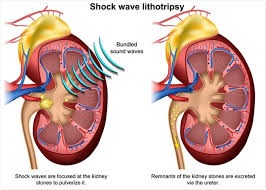 Shock wave lithotripsy
Bundled
sound waves
Shock waves are focused at the kidney
stones to pulverize it.
Remnants of the kidney stones are excreted
via the ureter.